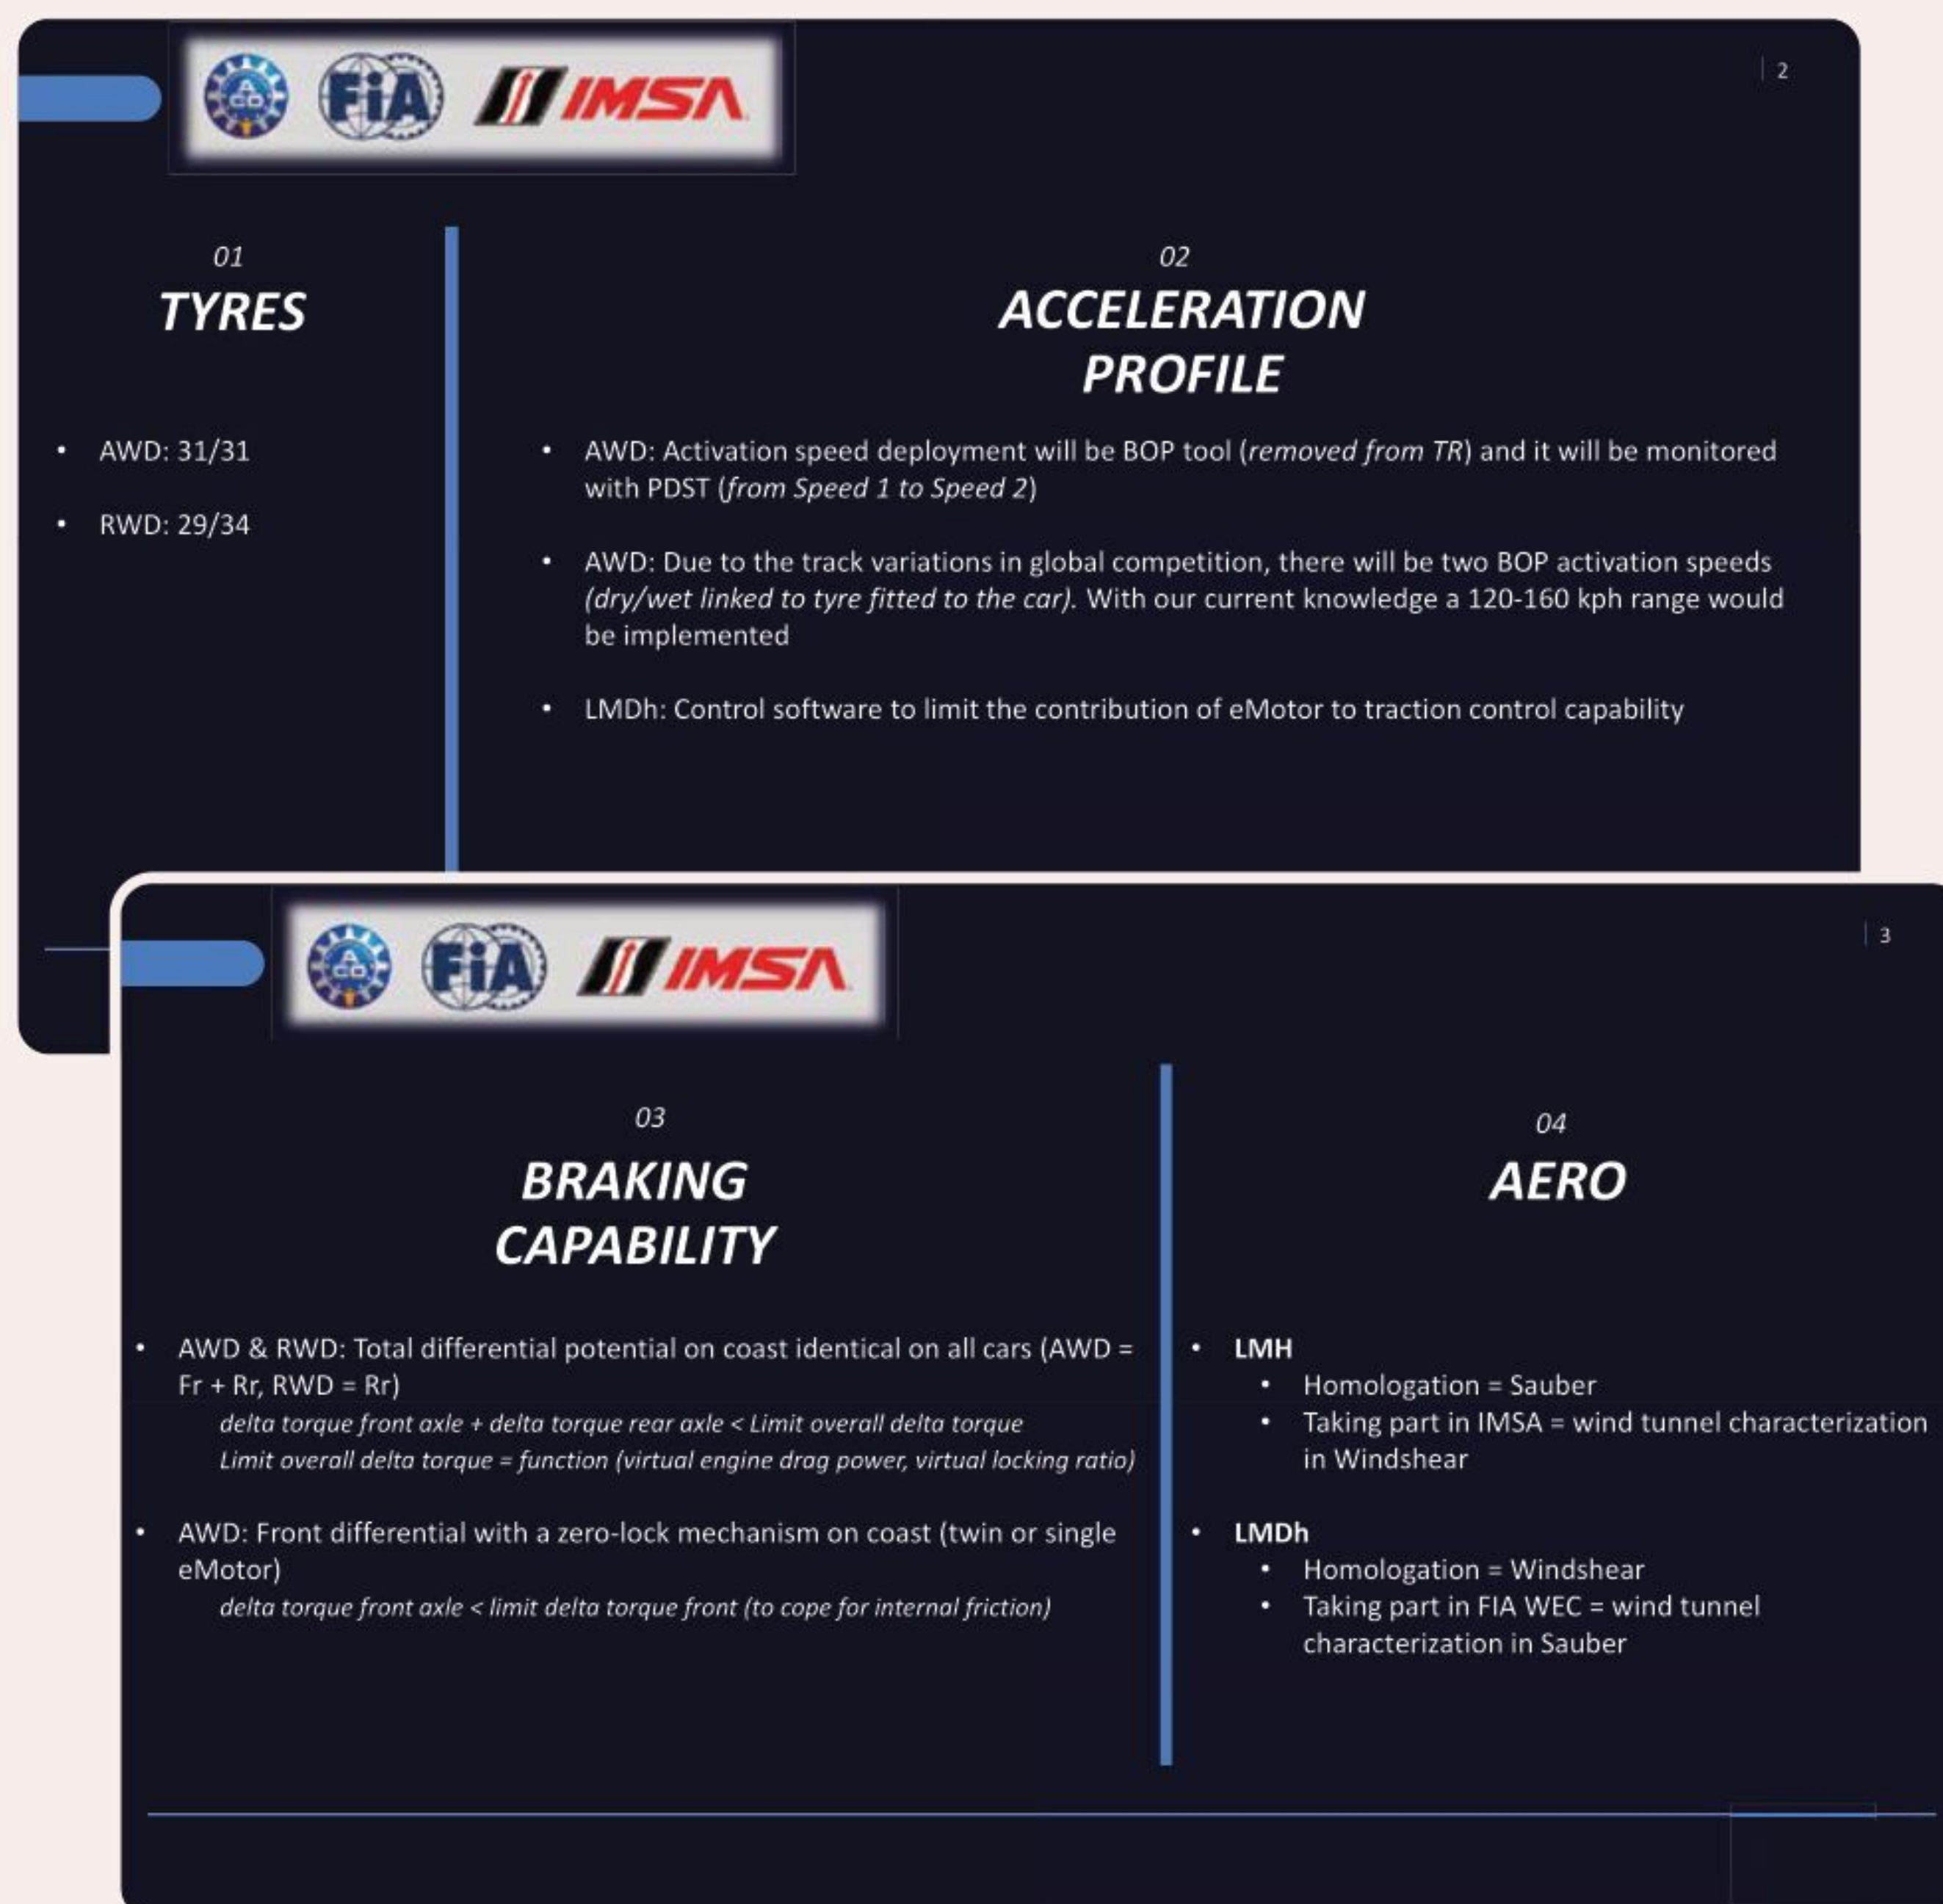 ACO FiA IMSA
2
01
TYRES
• AWD: 31/31
• RWD: 29/34
02
ACCELERATION
PROFILE
• AWD: Activation speed deployment will be BOP tool (removed from TR) and it will be monitored
with PDST (from Speed 1 to Speed 2)
• AWD: Due to the track variations in global competition, there will be two BOP activation speeds
(dry/wet linked to tyre fitted to the car). With our current knowledge a 120-160 kph range would
be implemented
• LMDh: Control software to limit the contribution of eMotor to traction control capability
ACO FiA IMSA
3
03
BRAKING
CAPABILITY
• AWD & RWD: Total differential potential on coast identical on all cars (AWD =
Fr + Rr, RWD = Rr)
delta torque front axle + delta torque rear axle < Limit overall delta torque
Limit overall delta torque = function (virtual engine drag power, virtual locking ratio)
• AWD: Front differential with a zero-lock mechanism on coast (twin or single
eMotor)
delta torque front axle < limit delta torque front (to cope for internal friction)
04
AERO
• LMH
• Homologation = Sauber
• Taking part in IMSA = wind tunnel characterization
in Windshear
• LMDh
• Homologation = Windshear
• Taking part in FIA WEC = wind tunnel
characterization in Sauber